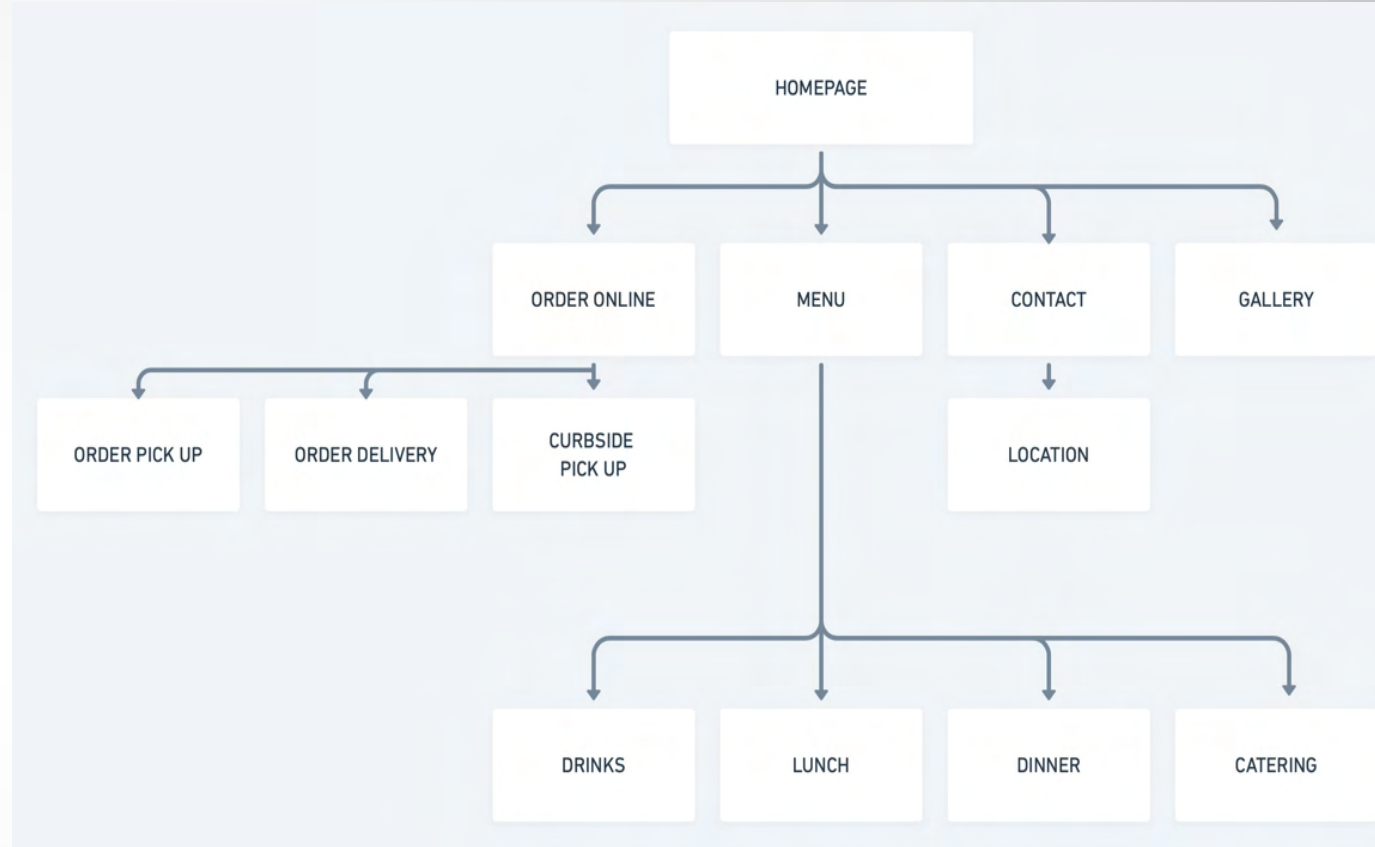 HOMEPAGE
ORDER ONLINE
MENU
CONTACT
GALLERY
ORDER PICK UP
ORDER DELIVERY
CURBSIDE
PICK UP
LOCATION
DRINKS
LUNCH
DINNER
CATERING